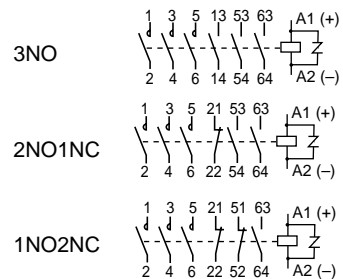 1 3 5 13 53 63 A1 (+)
3NO
2 4 6 14 54 64 A2 (–)
1 3 5 21 53 63 A1 (+)
2NO1NC
2 4 6 22 54 64 A2 (–)
1 3 5 21 51 63 A1 (+)
1NO2NC
2 4 6 22 52 64 A2 (–)